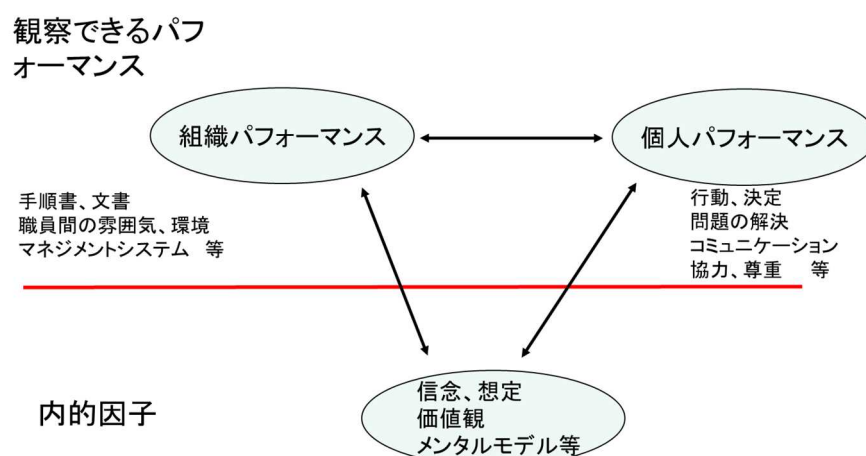 観察できるパフ
ォーマンス
組織パフォーマンス
個人パフォーマンス
手順書、文書
職員間の雰囲気、環境
マネジメントシステム 等
行動、決定
問題の解決
コミュニケーション
協力、尊重 等
内的因子
信念、想定
価値観
メンタルモデル等